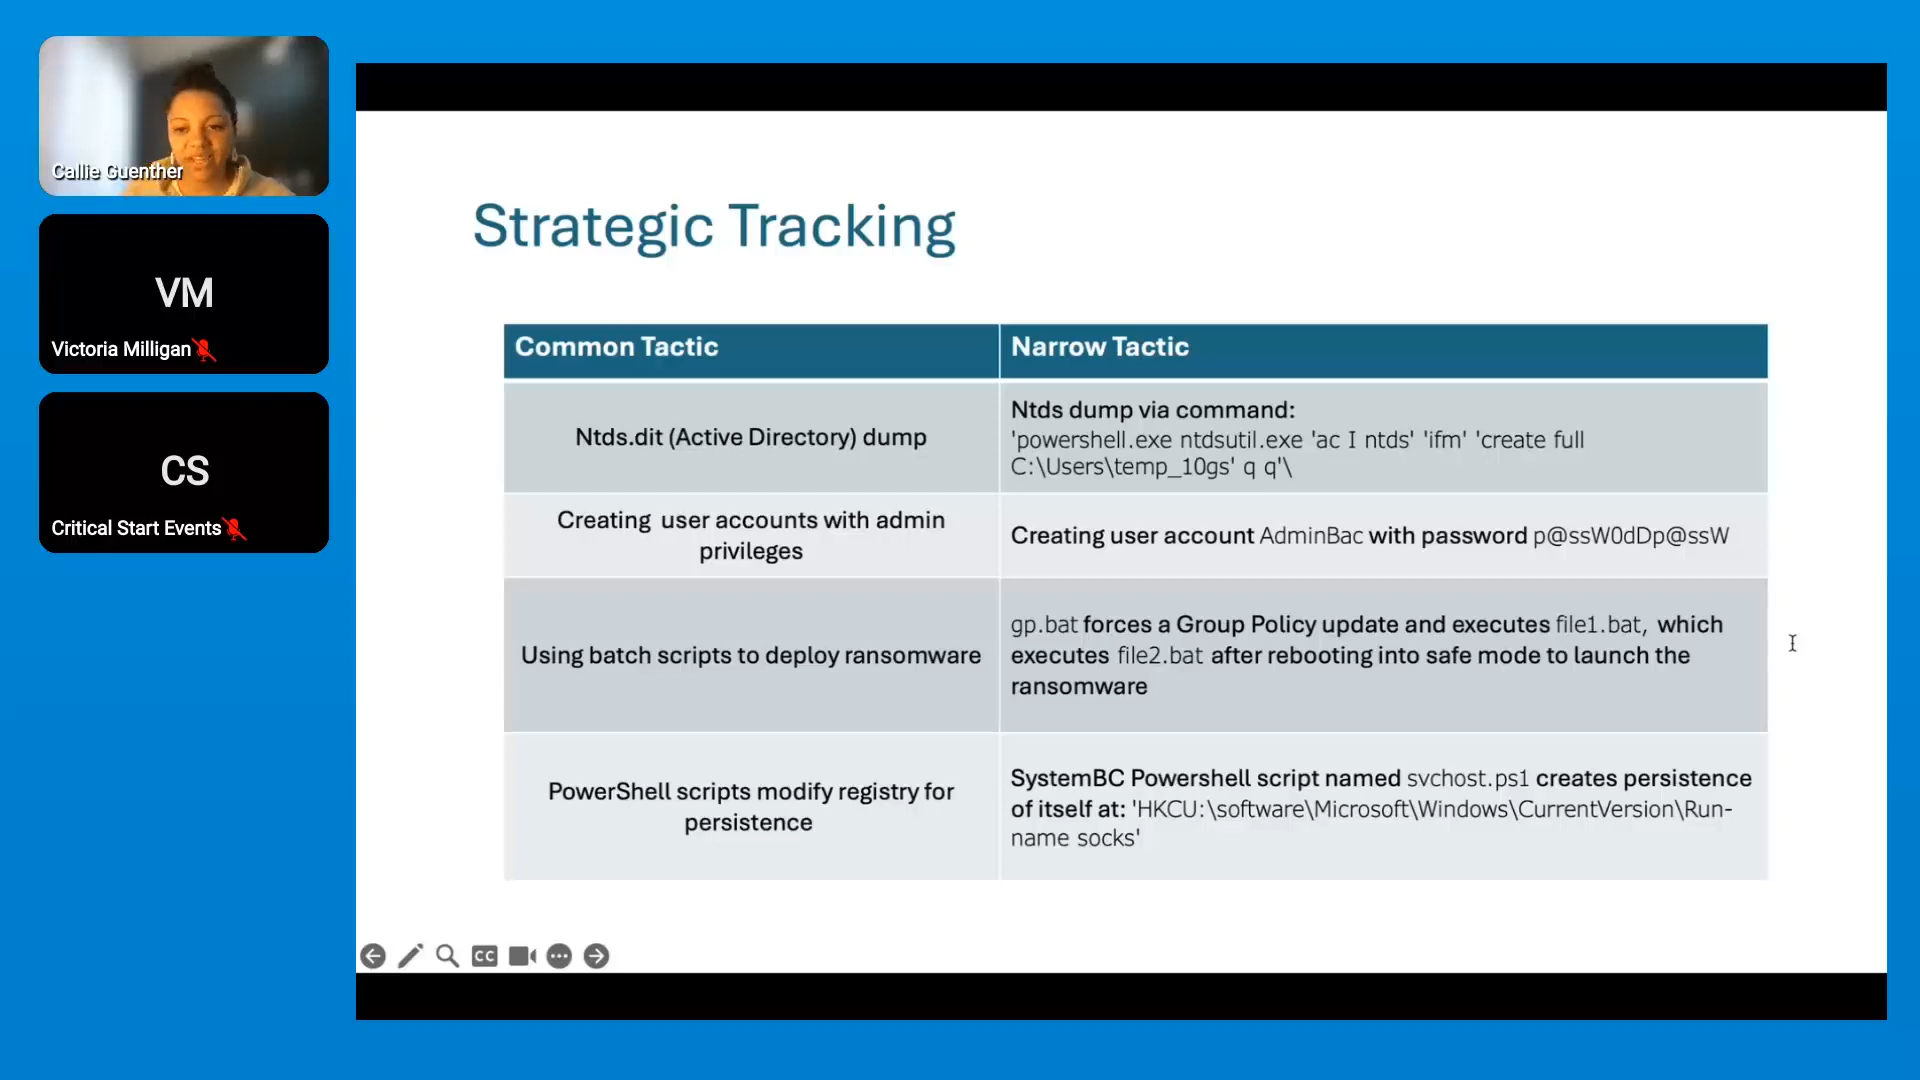 Callie Guenther
VM
Victoria Milligan
CS
Critical Start Events
Strategic Tracking
Common Tactic
Narrow Tactic
Ntds.dit (Active Directory) dump
Ntds dump via command:
'powershell.exe ntdsutil.exe 'ac I ntds' 'ifm' 'create full
C:\Users\temp_10gs' q q'\
Creating user accounts with admin
privileges
Creating user account AdminBac with password p@ssW0dDp@ssW
Using batch scripts to deploy ransomware
gp.bat forces a Group Policy update and executes file1.bat, which
executes file2.bat after rebooting into safe mode to launch the
ransomware
PowerShell scripts modify registry for
persistence
SystemBC Powershell script named svchost.ps1 creates persistence
of itself at: 'HKCU:\software\Microsoft\Windows\CurrentVersion\Run-
name socks'
CC